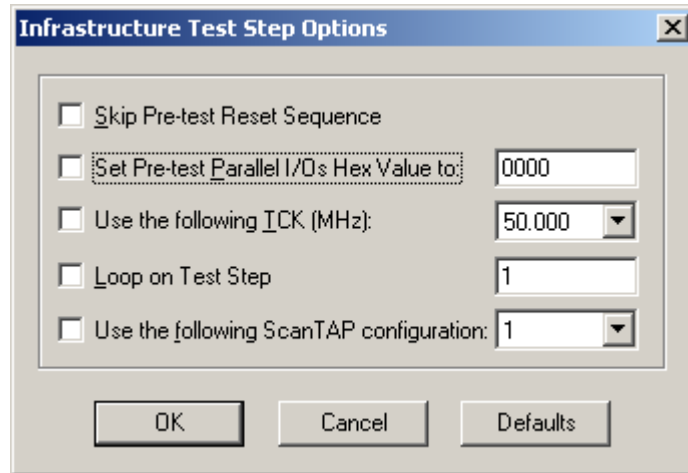 Infrastructure Test Step Options
Skip Pre-test Reset Sequence
Set Pre-test Parallel I/Os Hex Value to: 0000
Use the following TCK (MHz): 50.000
Loop on Test Step 1
Use the following ScanTAP configuration: 1
OK Cancel Defaults